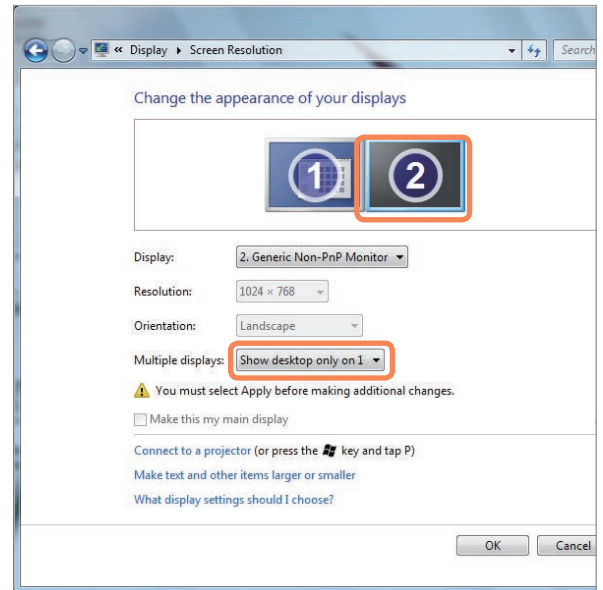 « Display ▸ Screen Resolution Search
Change the appearance of your displays
1 2
Display: 2. Generic Non-PnP Monitor
Resolution: 1024 × 768
Orientation: Landscape
Multiple displays: Show desktop only on 1
You must select Apply before making additional changes.
Make this my main display
Connect to a projector (or press the key and tap P)
Make text and other items larger or smaller
What display settings should I choose?
OK Cancel